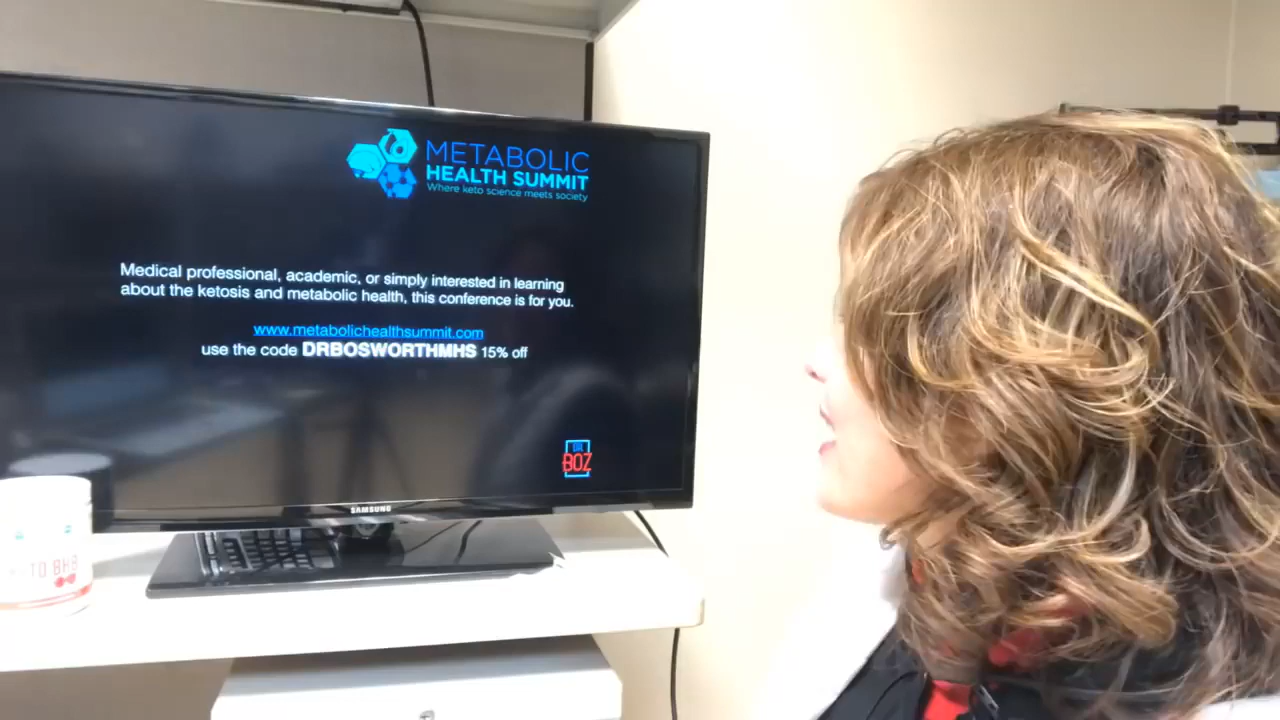 METABOLIC
HEALTH SUMMIT
Where keto science meets society
Medical professional, academic, or simply interested in learning
about the ketosis and metabolic health, this conference is for you.
www.metabolichealthsummit.com
use the code DRBOSWORTHMHS 15% off
DR.
BOZ
SAMSUNG
BHB